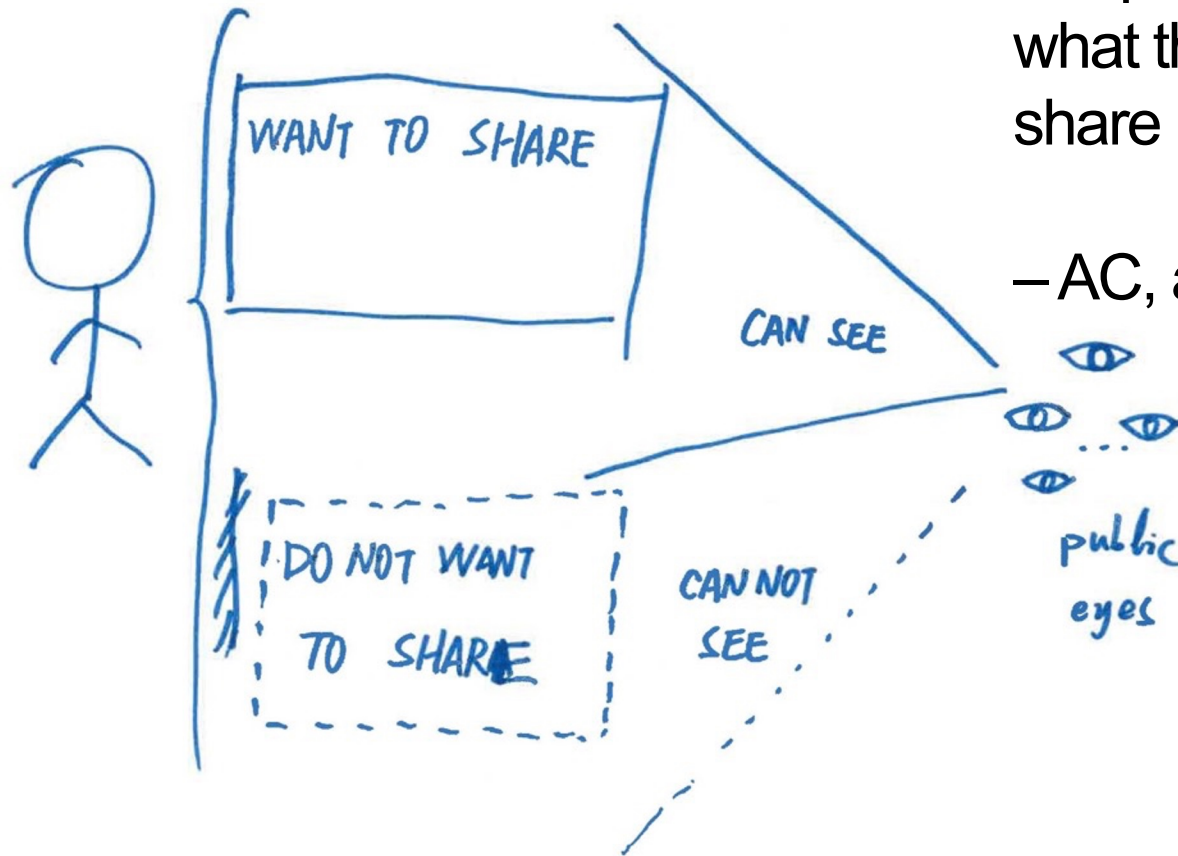 what th
share
– AC, a
WANT TO SHARE
CAN SEE
DO NOT WANT
TO SHARE
CAN NOT
SEE
...
public
eyes